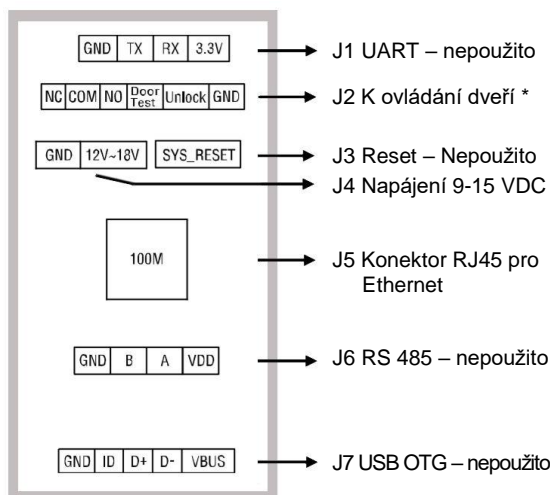 GND TX RX 3.3V J1 UART – nepoužito
NC COM NO Door Test Unlock GND J2 K ovládání dveří *
GND 12V~18V SYS_RESET J3 Reset – Nepoužito
J4 Napájení 9-15 VDC
100M J5 Konektor RJ45 pro
Ethernet
GND B A VDD J6 RS 485 – nepoužito
GND ID D+ D- VBUS J7 USB OTG – nepoužito